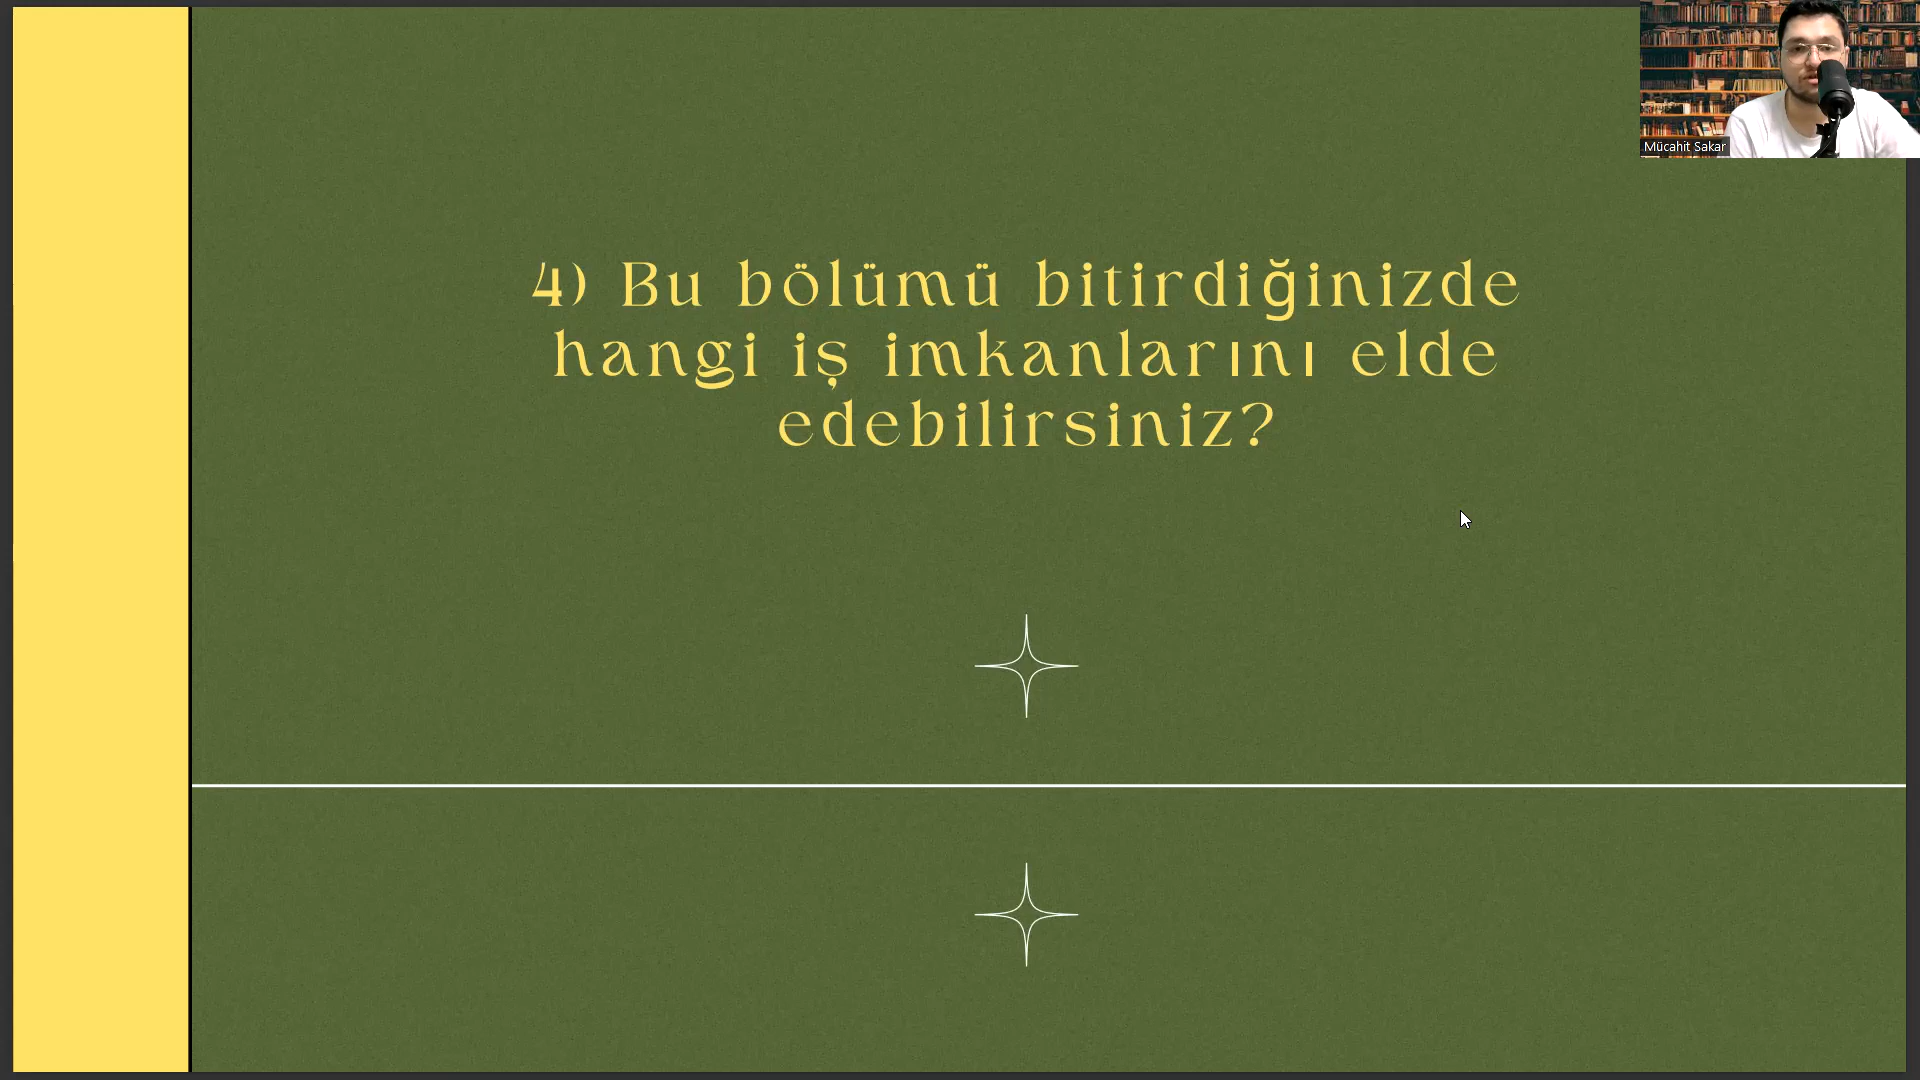 Mücahit Sakar
4) Bu bölümü bitirdiğinizde
hangi iş imkanlarını elde
edebilirsiniz?